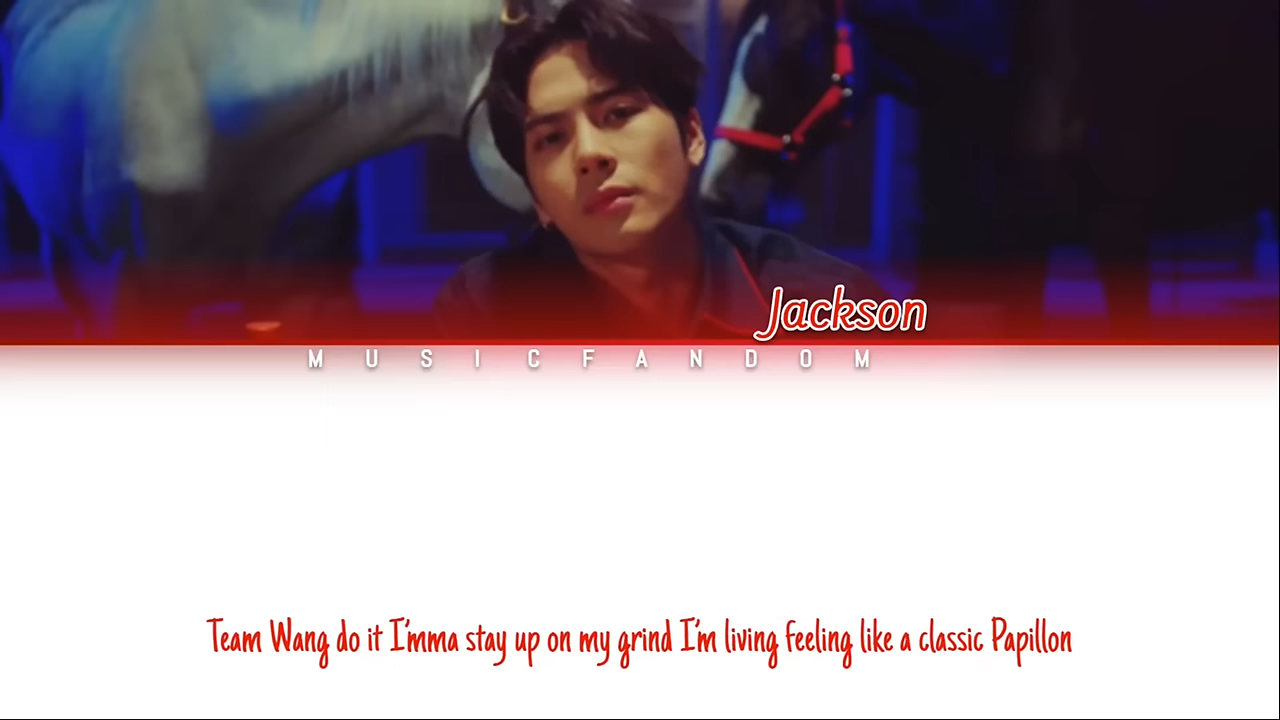 Jackson
MUSICFANDOM
Team Wang do it I'mma stay up on my grind I'm living feeling like a classic Papillon